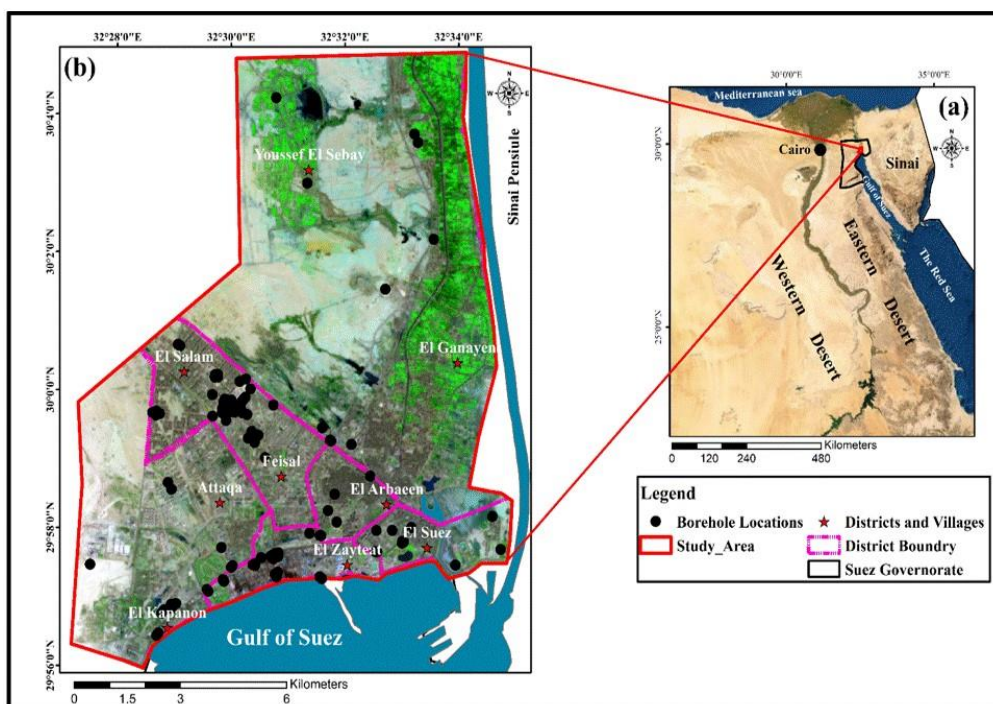 32°28'0"E
32°30'0"E
32°32'0"E
32°34'0"E
(b)
N
W
E
S
30°4'0"N
30°2'0"N
30°0'0"N
29°58'0"N
29°56'0"N
Sinai Pensiule
Youssef El Sebay
El Ganayen
El Salam
Feisal
Attaqa
El Arbaeen
El Suez
El Zayteat
El Kapanon
Gulf of Suez
Kilometers
0 1.5 3 6
30°0'0"E
35°0'0"E
Mediterranean sea
(a)
N
W
E
S
30°0'0"N
25°0'0"N
Cairo
Sinai
Gulf of Suez
Eastern
Desert
The Red Sea
Western
Desert
Kilometers
0 120 240 480
Legend
Borehole Locations
Districts and Villages
Study_Area
District Boundry
Suez Governorate